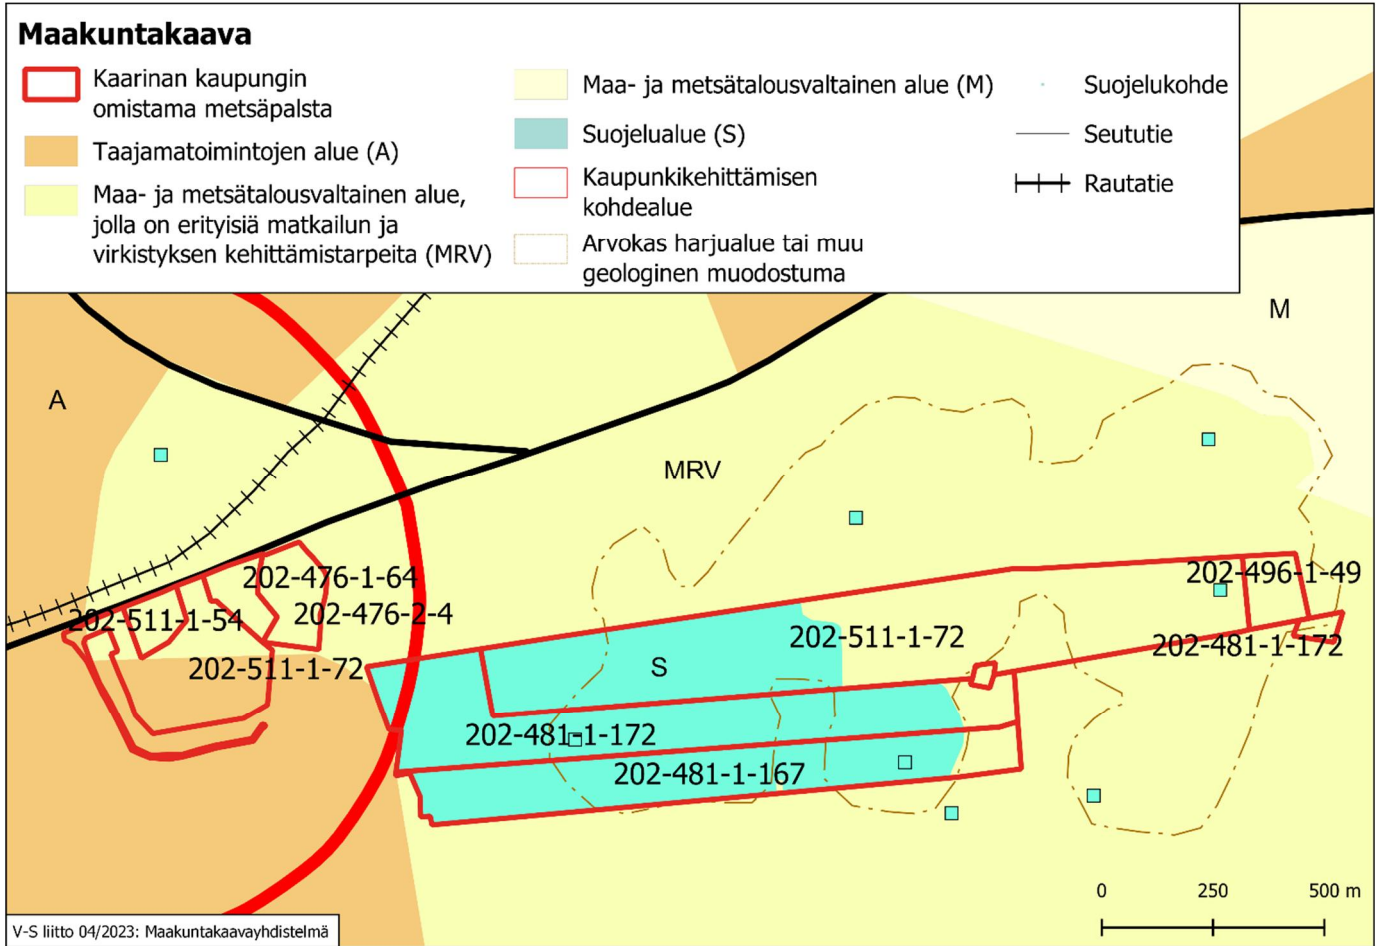 Maakuntakaava
Kaarinan kaupungin
omistama metsäpalsta
Taajamatoimintojen alue (A)
Maa- ja metsätalousvaltainen alue,
jolla on erityisiä matkailun ja
virkistyksen kehittämistarpeita (MRV)
Maa- ja metsätalousvaltainen alue (M)
Suojelualue (S)
Kaupunkikehittämisen
kohdealue
Arvokas harjualue tai muu
geologinen muodostuma
Suojelukohde
Seututie
Rautatie
M
A
MRV
202-476-1-64
202-496-1-49
202-511-1-54
202-476-2-4
202-511-1-72
202-481-1-172
202-511-1-72
S
202-481-1-172
202-481-1-167
0 250 500 m
V-S liitto 04/2023: Maakuntakaavayhdistelmä